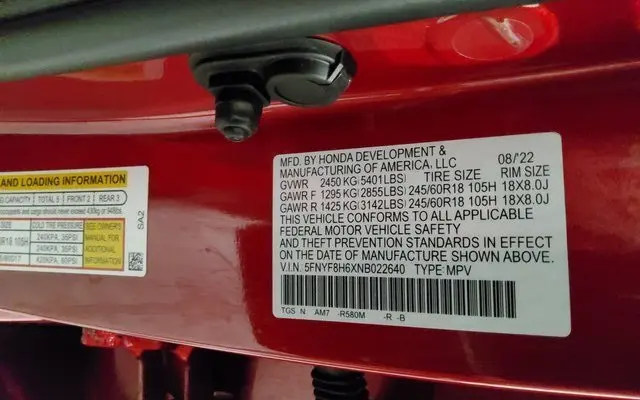 AND LOADING INFORMATION
G CAPACITY TOTAL 5 FRONT 2 REAR 3
COLD TIRE PRESSURE SEE OWNER'S
240KPA, 35PSI MANUAL FOR
240KPA, 35PSI ADDITIONAL
420KPA, 60PSI INFORMATION
SA2
MFD. BY HONDA DEVELOPMENT & 08/'22
MANUFACTURING OF AMERICA, LLC
GVWR 2450 KG(5401LBS) TIRE SIZE RIM SIZE
GAWR F 1295 KG(2855LBS) 245/60R18 105H 18X8.0J
GAWR R 1425 KG(3142LBS) 245/60R18 105H 18X8.0J
THIS VEHICLE CONFORMS TO ALL APPLICABLE
FEDERAL MOTOR VEHICLE SAFETY
AND THEFT PREVENTION STANDARDS IN EFFECT
ON THE DATE OF MANUFACTURE SHOWN ABOVE.
V.I.N. 5FNYF8H6XNB022640 TYPE: MPV
TGS N AM7 -R580M -R -B